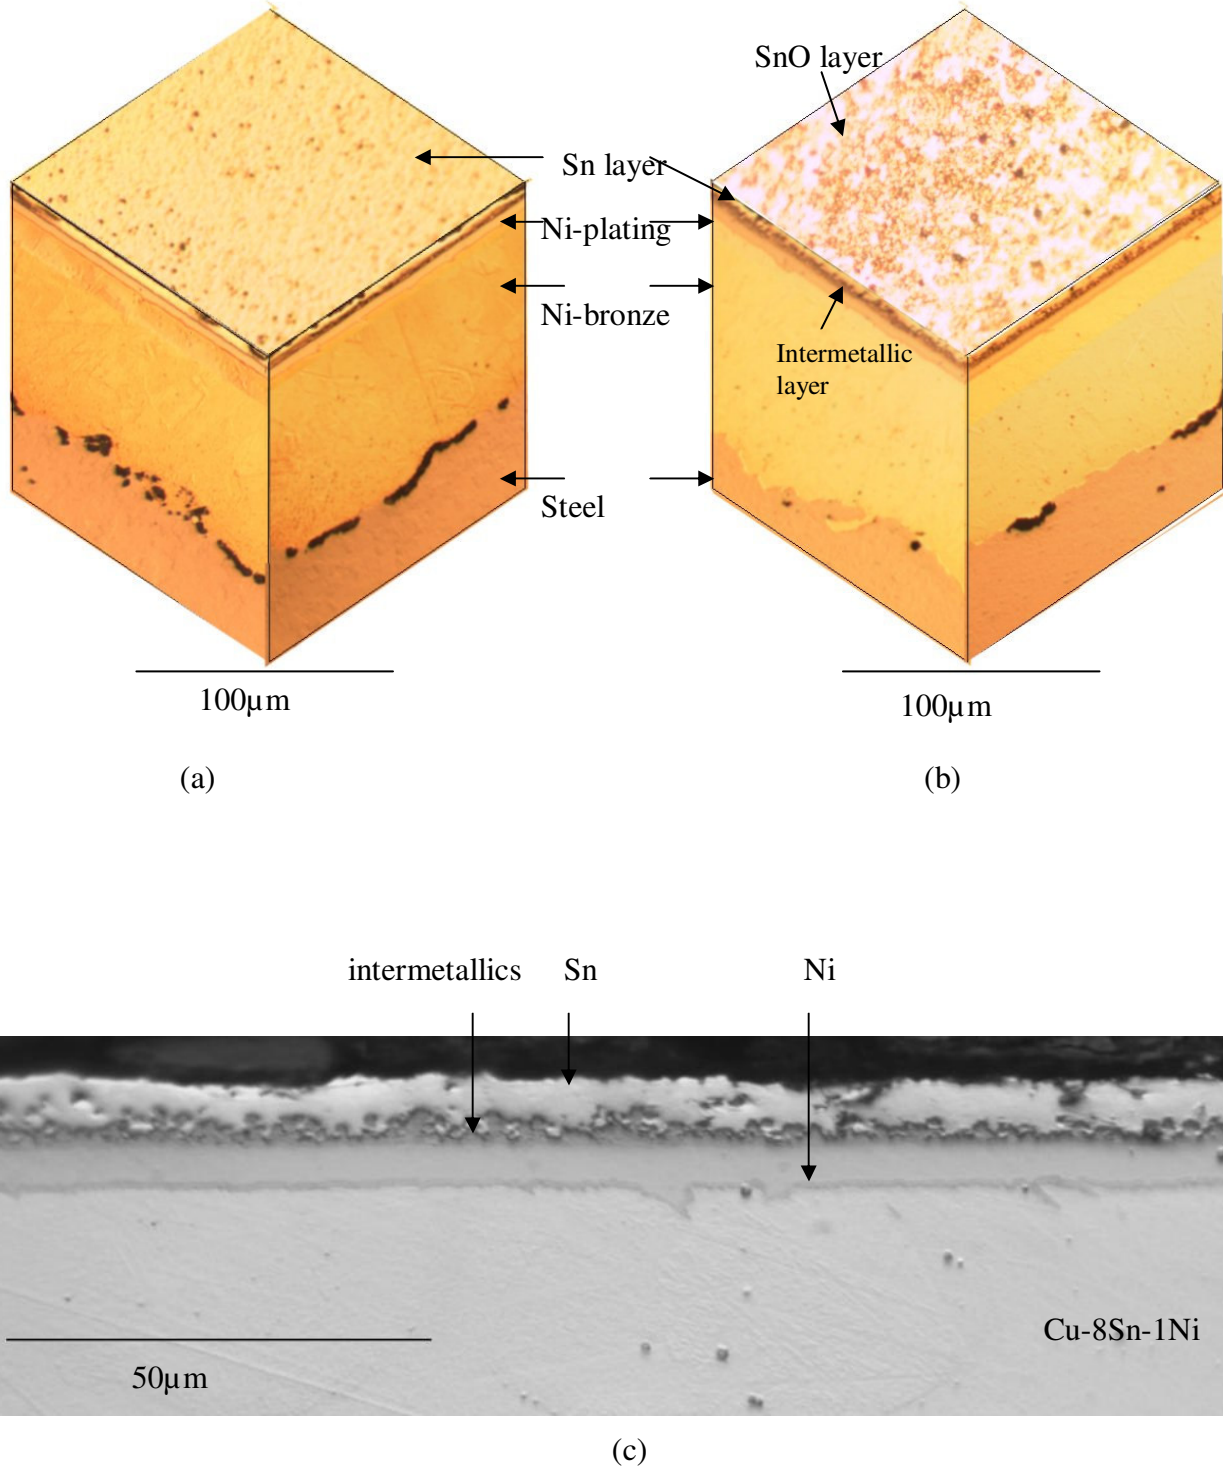 SnO layer
Sn layer
Ni-plating
Ni-bronze
Intermetallic
layer
Steel
100µm
100µm
(a)
(b)
intermetallics
Sn
Ni
Cu-8Sn-1Ni
50µm
(c)